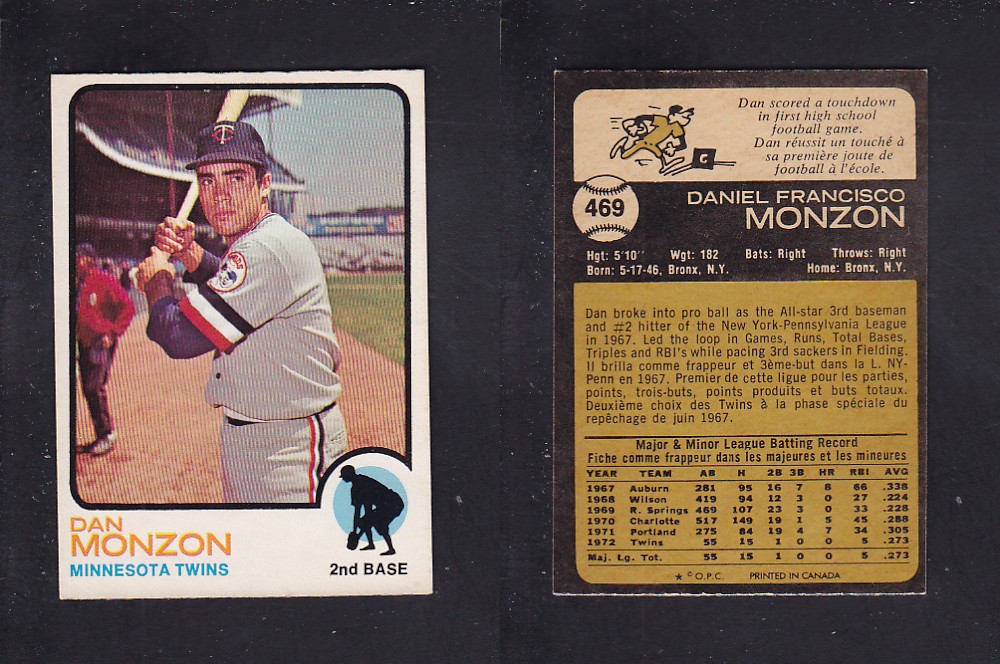 DAN
MONZON
MINNESOTA TWINS
2nd BASE
Dan scored a touchdown
in first high school
football game.
Dan réussit un touché à
sa première joute de
football à l'école.
469
DANIEL FRANCISCO
MONZON
Hgt: 5'10" Wgt: 182 Bats: Right Throws: Right
Born: 5-17-46, Bronx, N.Y. Home: Bronx, N.Y.
Dan broke into pro ball as the All-star 3rd baseman
and #2 hitter of the New York-Pennsylvania League
in 1967. Led the loop in Games, Runs, Total Bases,
Triples and RBI's while pacing 3rd sackers in Fielding.
Il brilla comme frappeur et 3ème-but dans la L. NY-
Penn en 1967. Premier de cette ligue pour les parties,
points, trois-buts, points produits et buts totaux.
Deuxième choix des Twins à la phase spéciale du
repêchage de juin 1967.
Major & Minor League Batting Record
Fiche comme frappeur dans les majeures et les mineures
YEAR TEAM AB H 2B 3B HR RBI AVG
1967 Auburn 281 95 16 7 8 66 .338
1968 Wilson 419 94 12 3 0 27 .224
1969 R. Springs 469 107 23 3 0 33 .228
1970 Charlotte 517 149 19 1 5 45 .288
1971 Portland 275 84 19 4 7 34 .305
1972 Twins 55 15 1 0 0 5 .273
Maj. Lg. Tot. 55 15 1 0 0 5 .273
★ © O.P.C. PRINTED IN CANADA